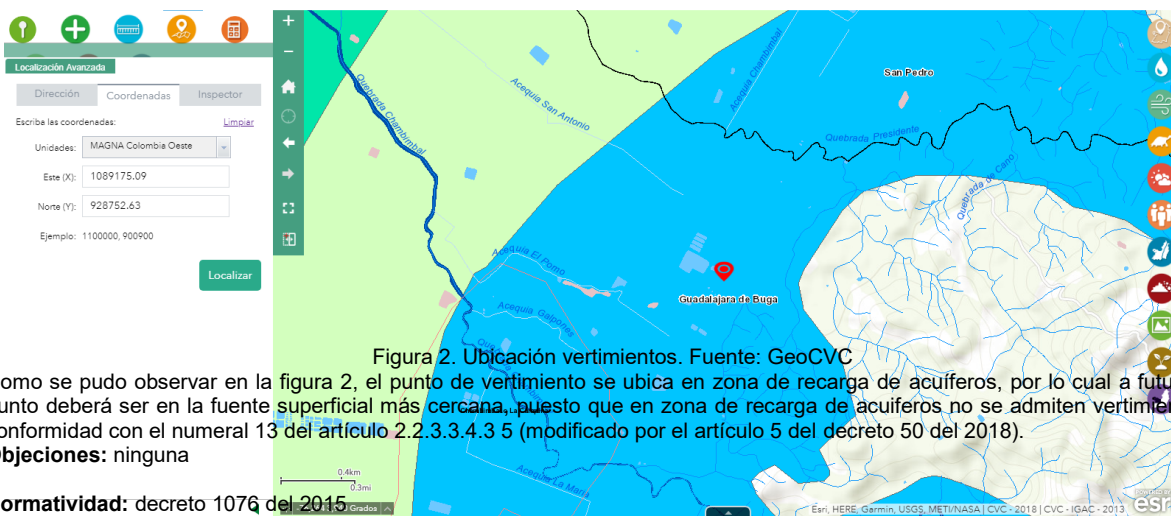 Localización Avanzada
Dirección Coordenadas Inspector
Escriba las coordenadas: Limpiar
Unidades: MAGNA Colombia Oeste
Este (X): 1089175.09
Norte (Y): 928752.63
Ejemplo: 1100000, 900900
Localizar
Quebrada Chambimbal
Acequia San Antonio
Acequia Chambimbal
San Pedro
Quebrada Presidente
Quebrada de Cano
Acequia El Pomo
Guadalajara de Buga
Acequia Galpones
Figura 2. Ubicación vertimientos. Fuente: GeoCVC
omo se pudo observar en la figura 2, el punto de vertimiento se ubica en zona de recarga de acuíferos, por lo cual a futu
unto deberá ser en la fuente superficial más cercana, puesto que en zona de recarga de acuiferos no se admiten vertimie
onformidad con el numeral 13 del artículo 2.2.3.3.4.3 5 (modificado por el artículo 5 del decreto 50 del 2018).
bjeciones: ninguna
Acequia La María
0.4km
0.3mi
ormatividad: decreto 1076 del 2015
Grados
Esri, HERE, Garmin, USGS, METI/NASA | CVC - 2018 | CVC - IGAC - 2013
POWERED BY
esri